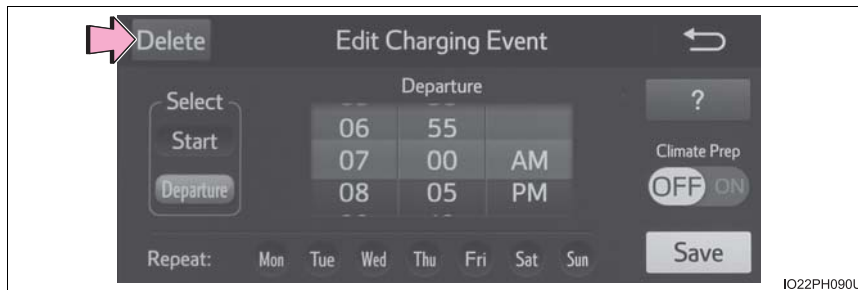 Delete Edit Charging Event
Departure
Select
?
06 55
Start
Climate Prep
07 00 AM
OFF ON
Departure
08 05 PM
Repeat: Mon Tue Wed Thu Fri Sat Sun
Save
IO22PH090U